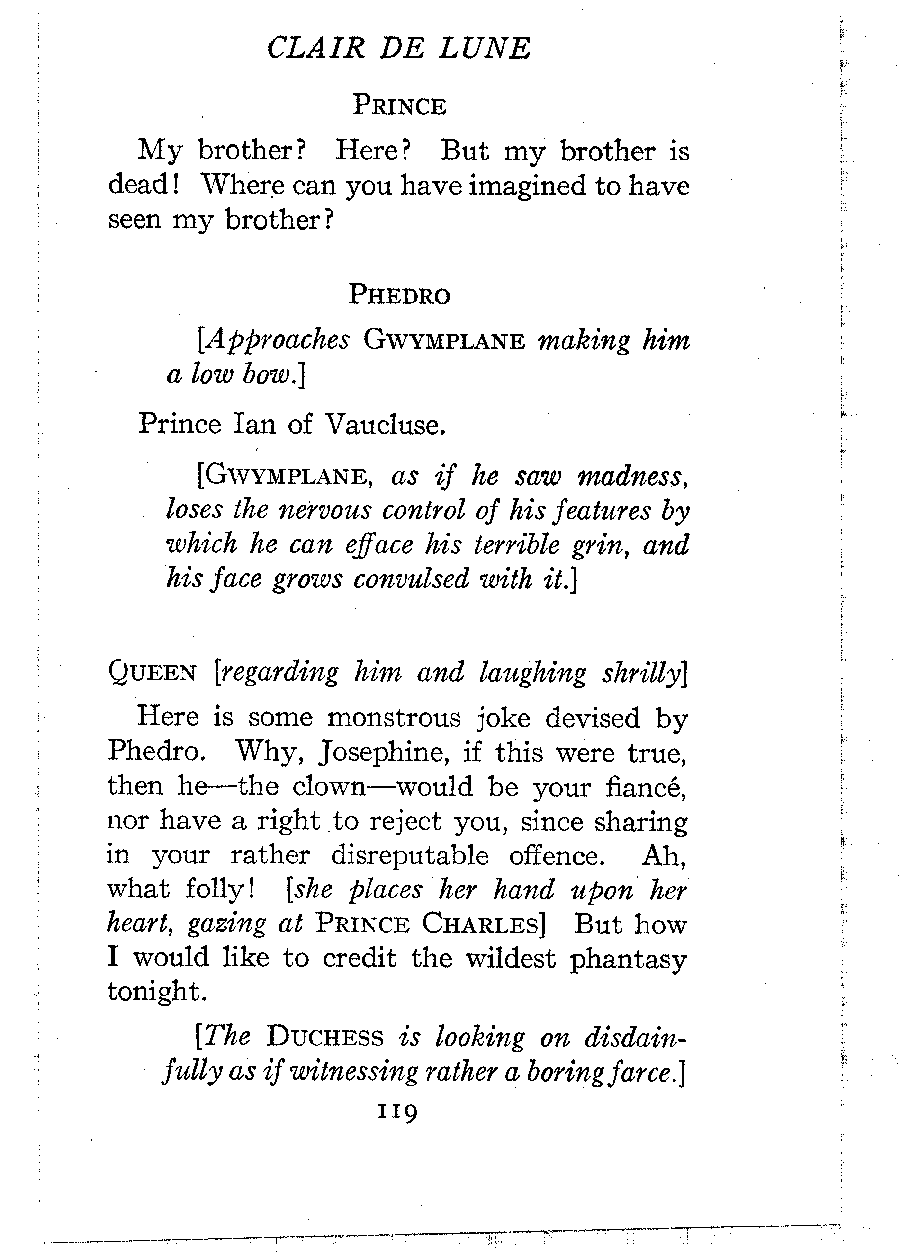 CLAIR DE LUNE
PRINCE
My brother? Here? But my brother is
dead! Where can you have imagined to have
seen my brother?
PHEDRO
[Approaches GWYMPLANE making him
a low bow.]
Prince Ian of Vaucluse.
[GWYMPLANE, as if he saw madness,
loses the nervous control of his features by
which he can efface his terrible grin, and
his face grows convulsed with it.]
QUEEN [regarding him and laughing shrilly]
Here is some monstrous joke devised by
Phedro. Why, Josephine, if this were true,
then he—the clown—would be your fiancé,
nor have a right to reject you, since sharing
in your rather disreputable offence. Ah,
what folly! [she places her hand upon her
heart, gazing at PRINCE CHARLES] But how
I would like to credit the wildest phantasy
tonight.
[The DUCHESS is looking on disdain-
fully as if witnessing rather a boring farce.]
119